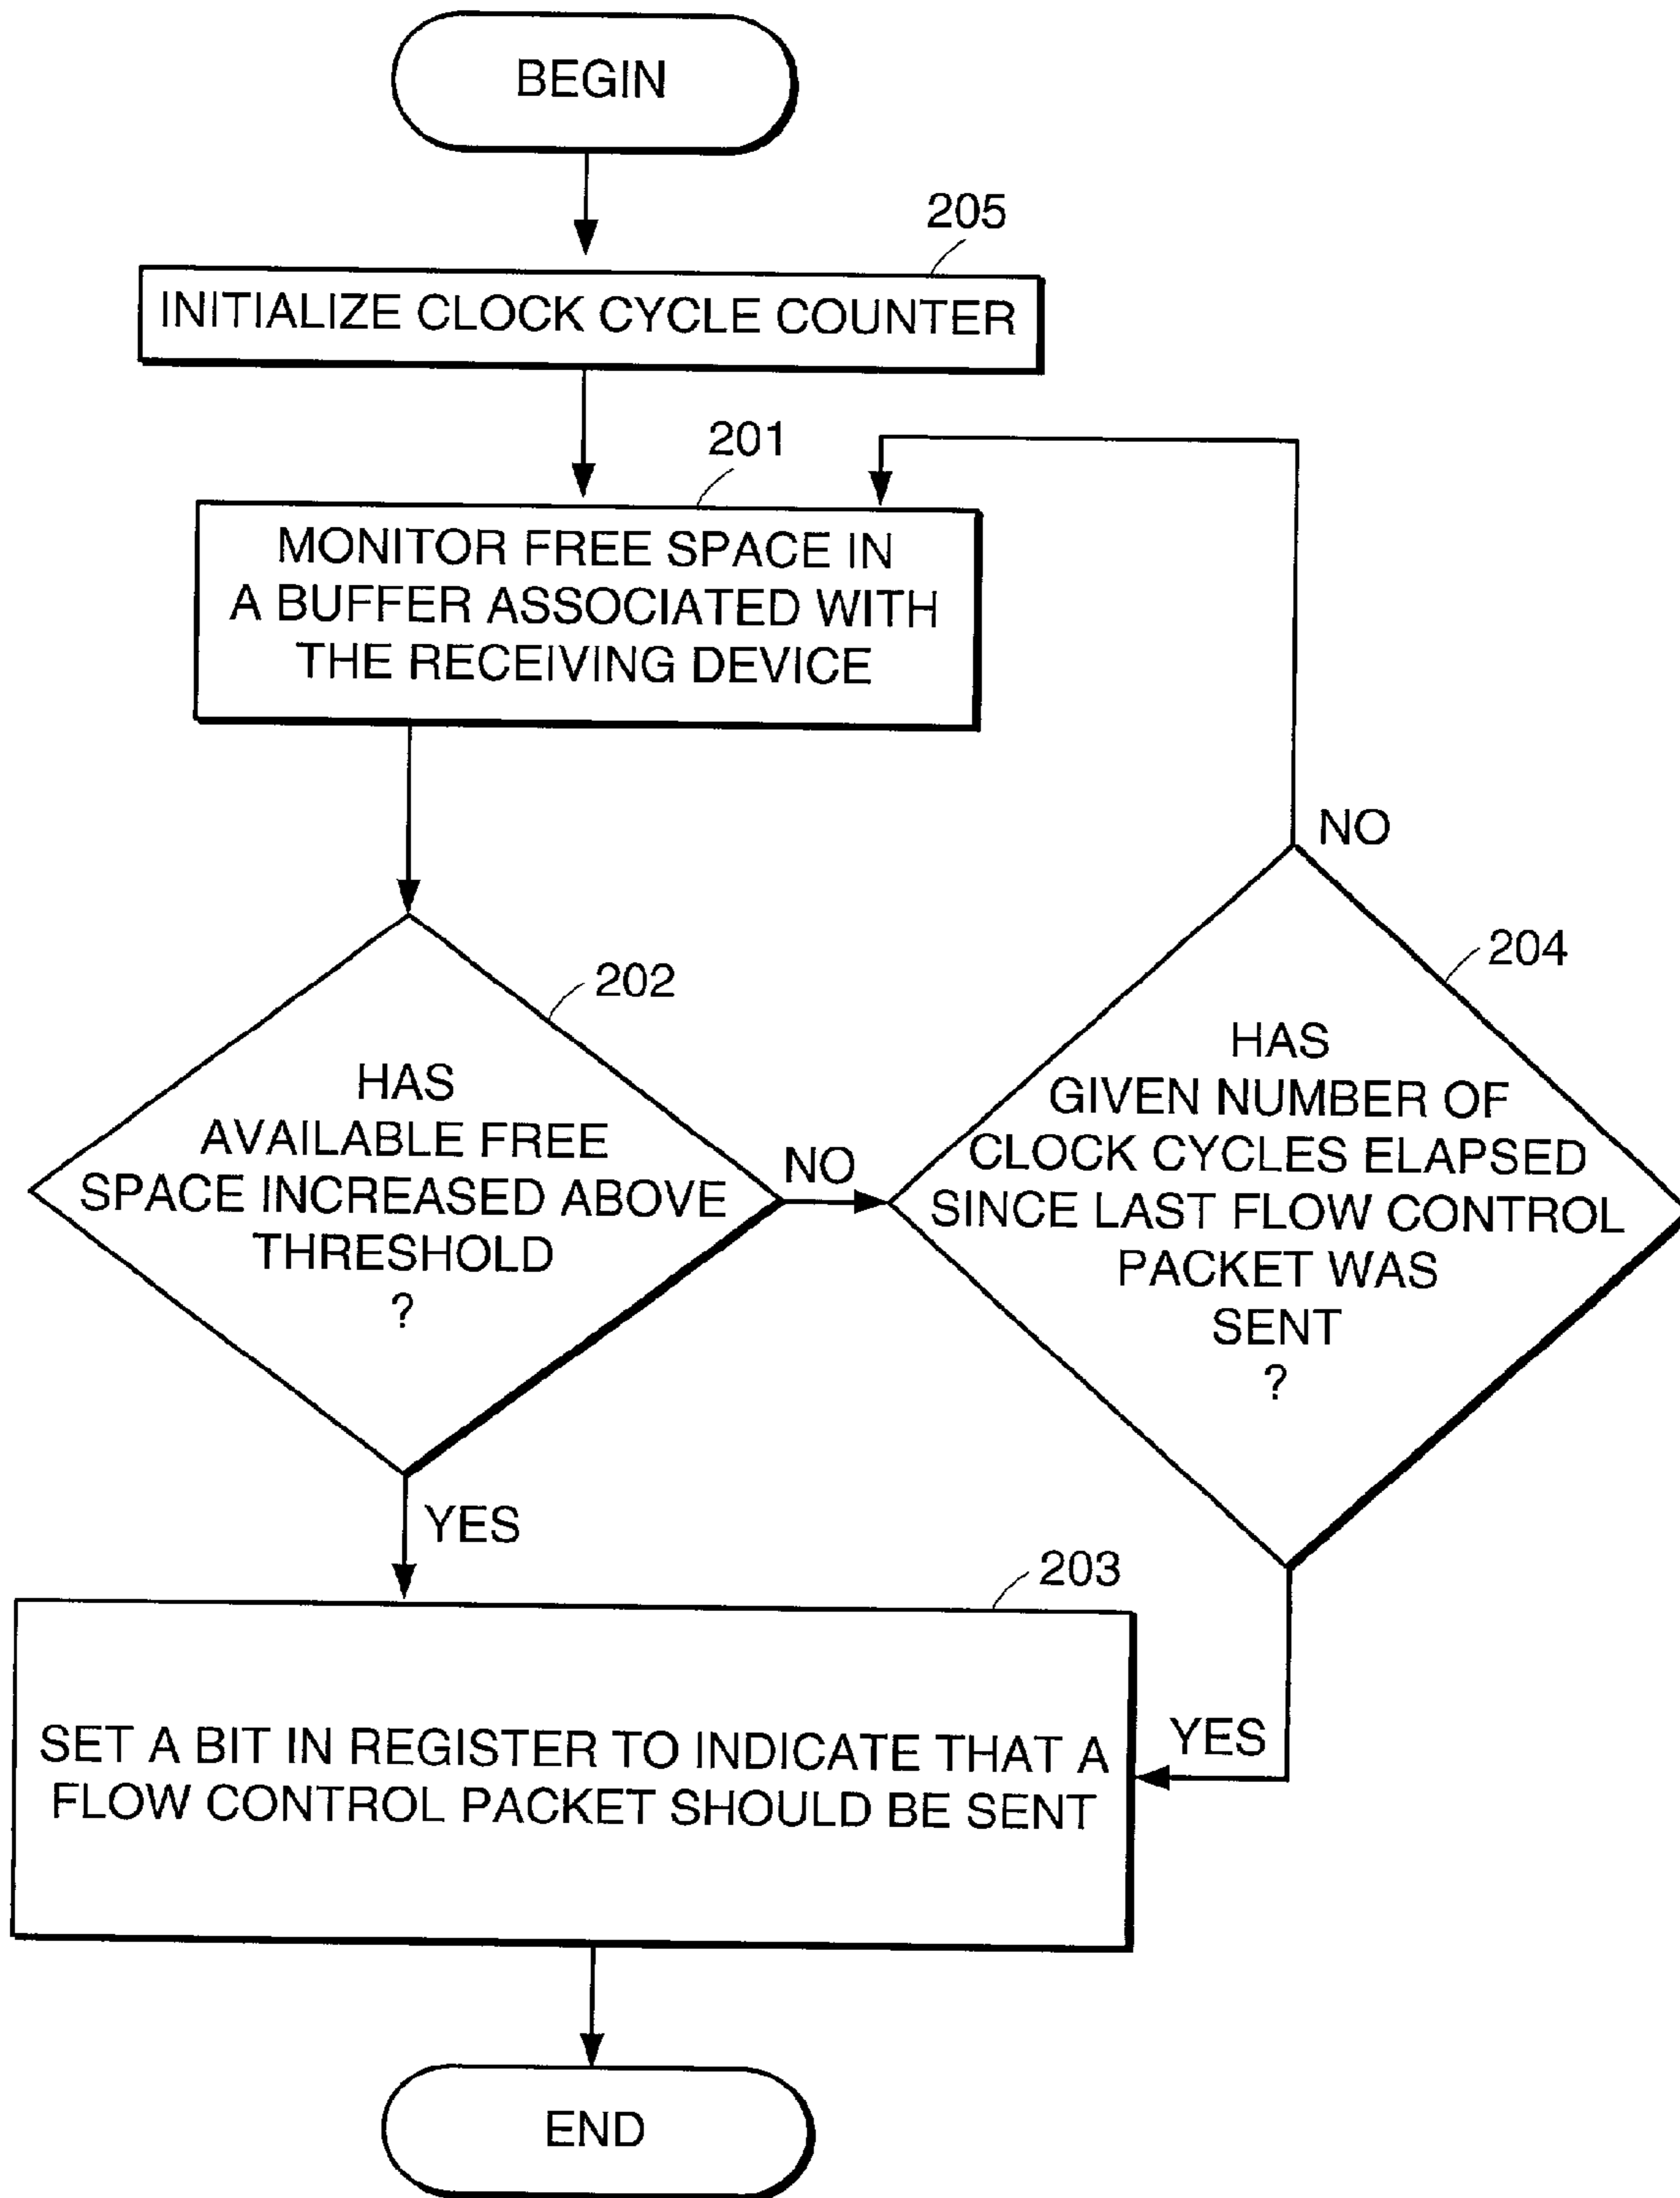 BEGIN
205
INITIALIZE CLOCK CYCLE COUNTER
201
MONITOR FREE SPACE IN
A BUFFER ASSOCIATED WITH
THE RECEIVING DEVICE
NO
202
HAS
AVAILABLE FREE
SPACE INCREASED ABOVE
THRESHOLD
?
NO
204
HAS
GIVEN NUMBER OF
CLOCK CYCLES ELAPSED
SINCE LAST FLOW CONTROL
PACKET WAS
SENT
?
YES
203
SET A BIT IN REGISTER TO INDICATE THAT A
FLOW CONTROL PACKET SHOULD BE SENT
YES
END